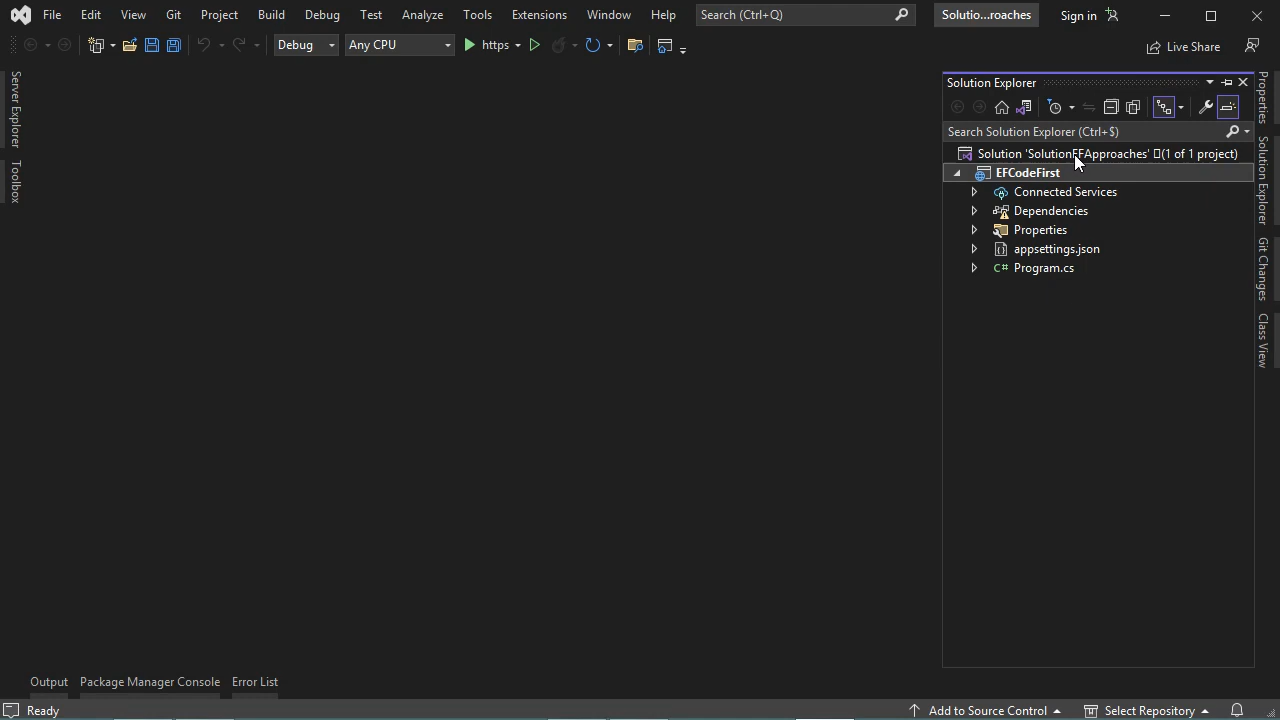 File Edit View Git Project Build Debug Test Analyze Tools Extensions Window Help Search (Ctrl+Q) Solutio...roaches Sign in
Debug Any CPU https Live Share
Server Explorer
Toolbox
Solution Explorer
Search Solution Explorer (Ctrl+$)
Solution 'SolutionEFApproaches' (1 of 1 project)
EFCodeFirst
Connected Services
Dependencies
Properties
appsettings.json
C# Program.cs
Properties
Solution Explorer
Git Changes
Class View
Output Package Manager Console Error List
Ready Add to Source Control Select Repository